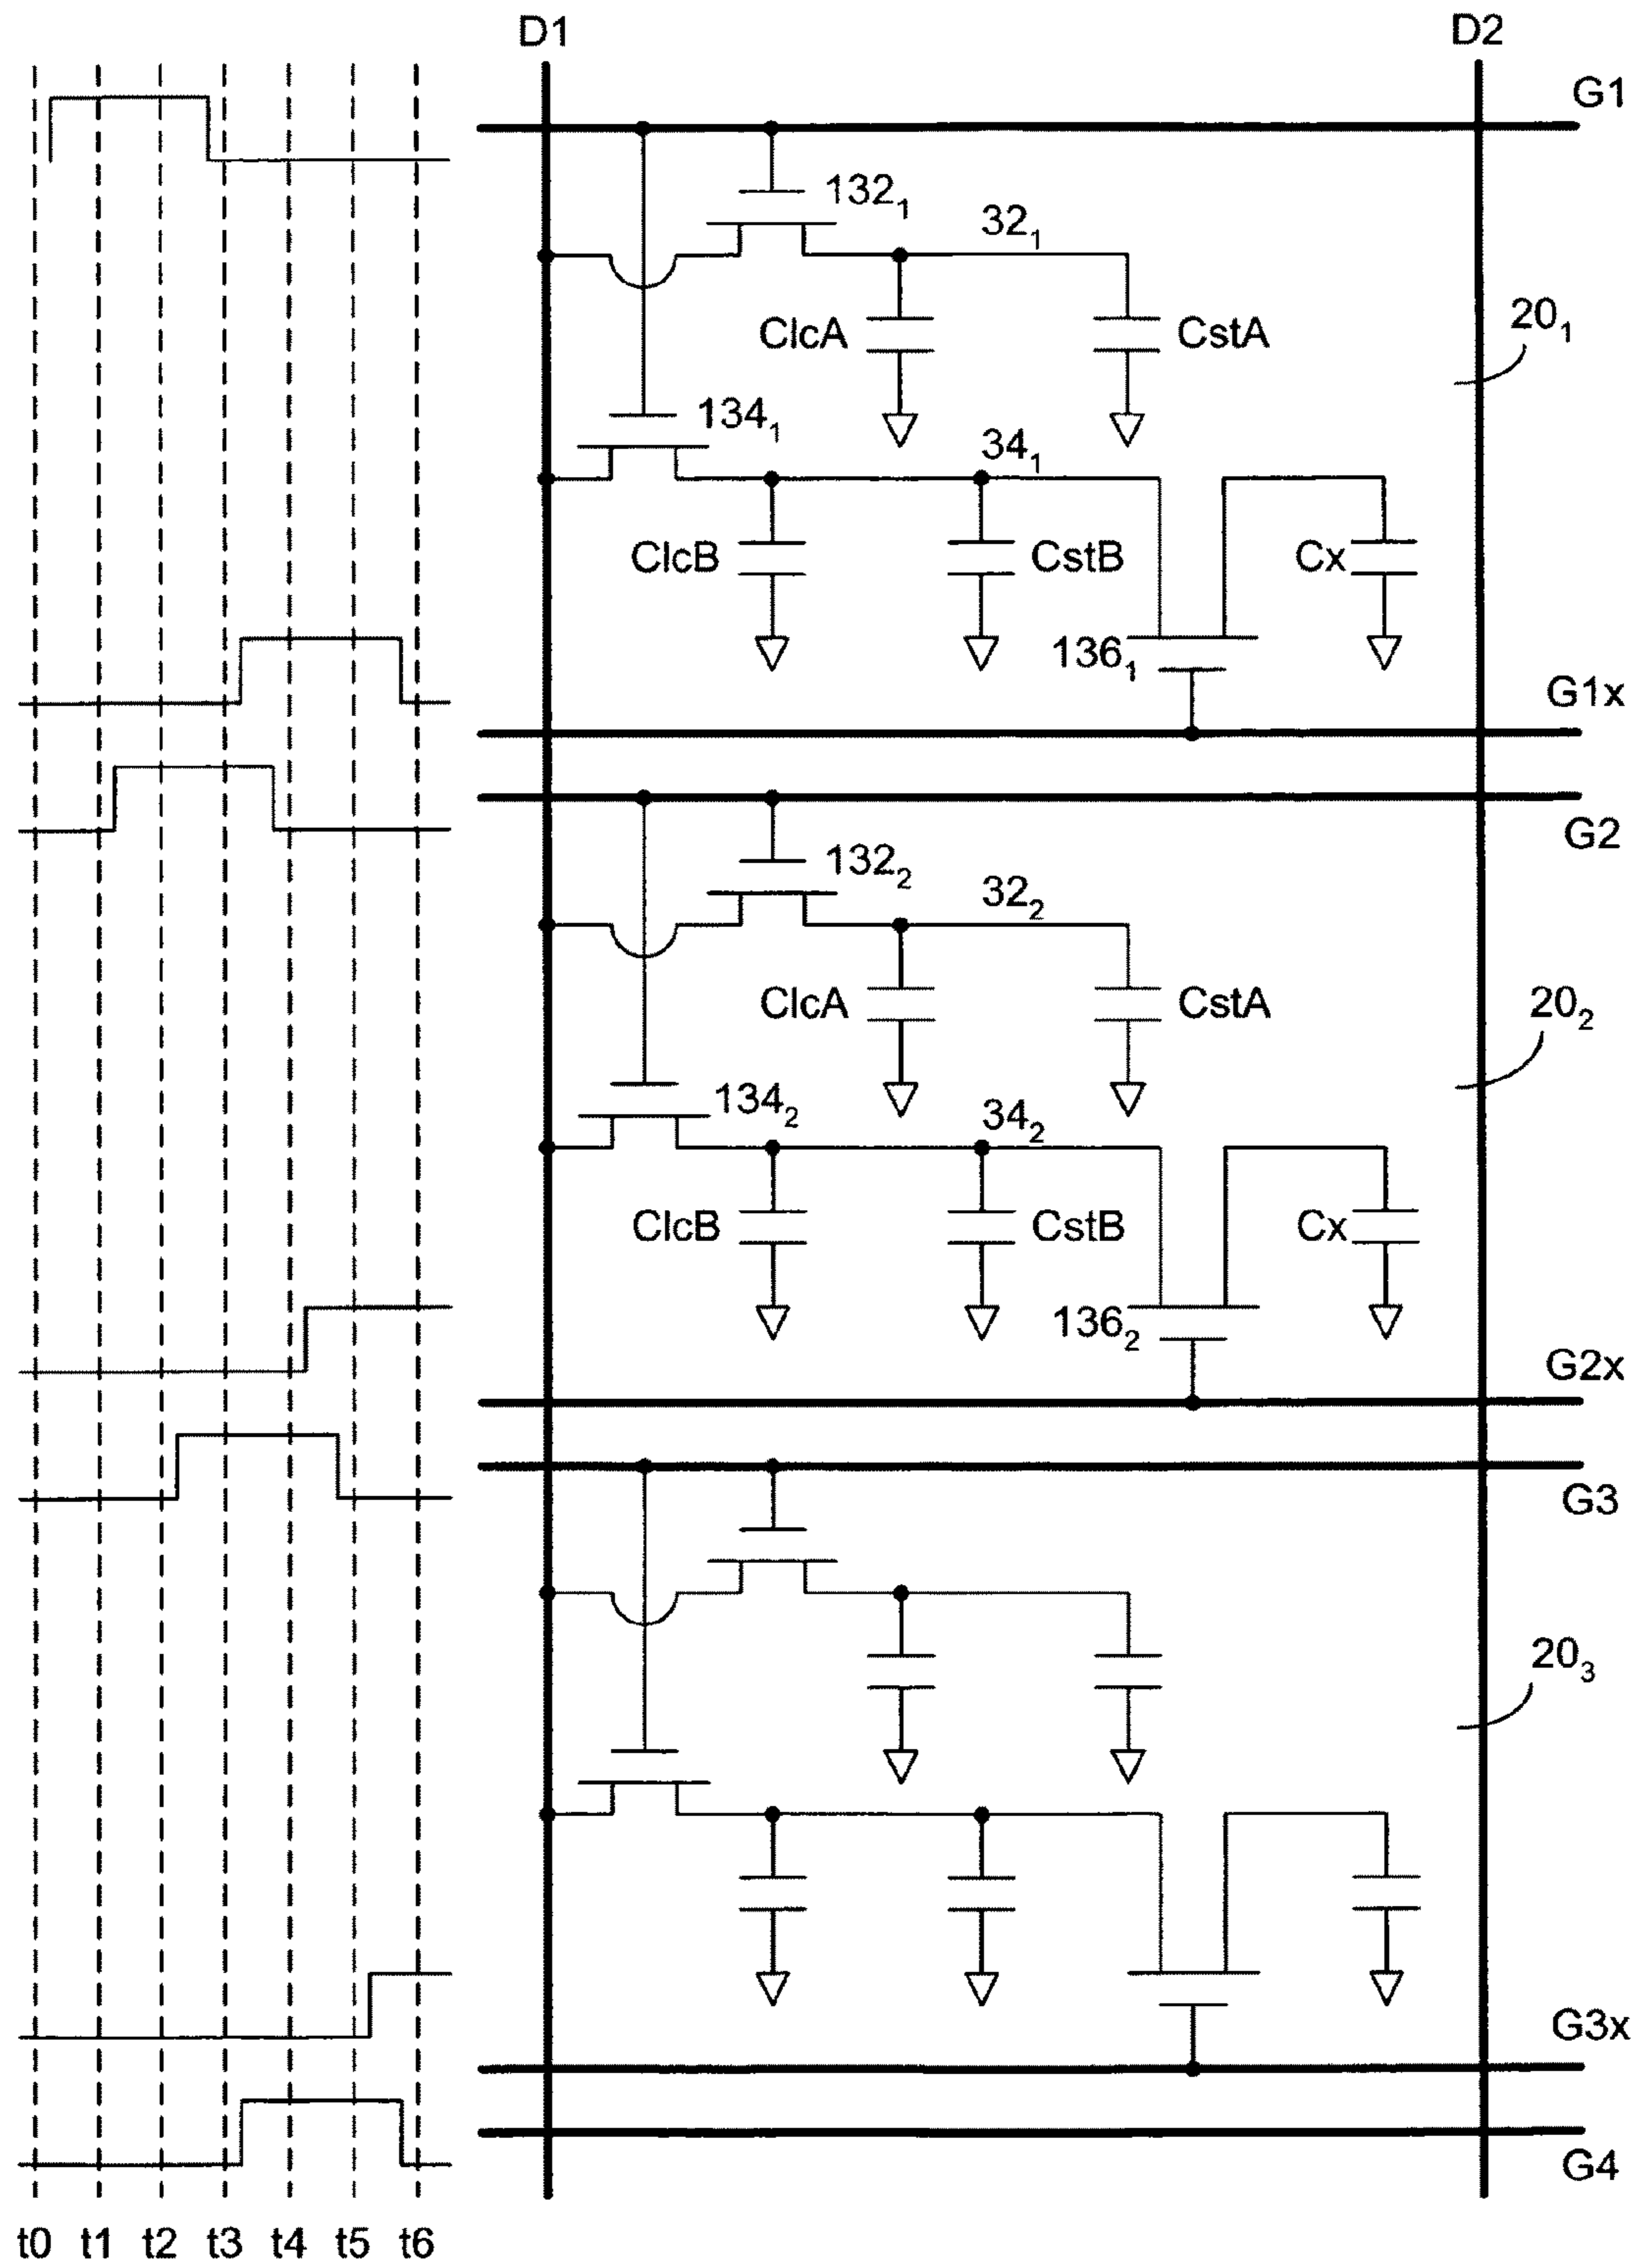 D1
D2
G1
132₁
32₁
20₁
ClcA
CstA
134₁
34₁
ClcB
CstB
Cx
136₁
G1x
G2
132₂
32₂
ClcA
CstA
20₂
134₂
34₂
ClcB
CstB
Cx
136₂
G2x
G3
20₃
G3x
G4
t0 t1 t2 t3 t4 t5 t6